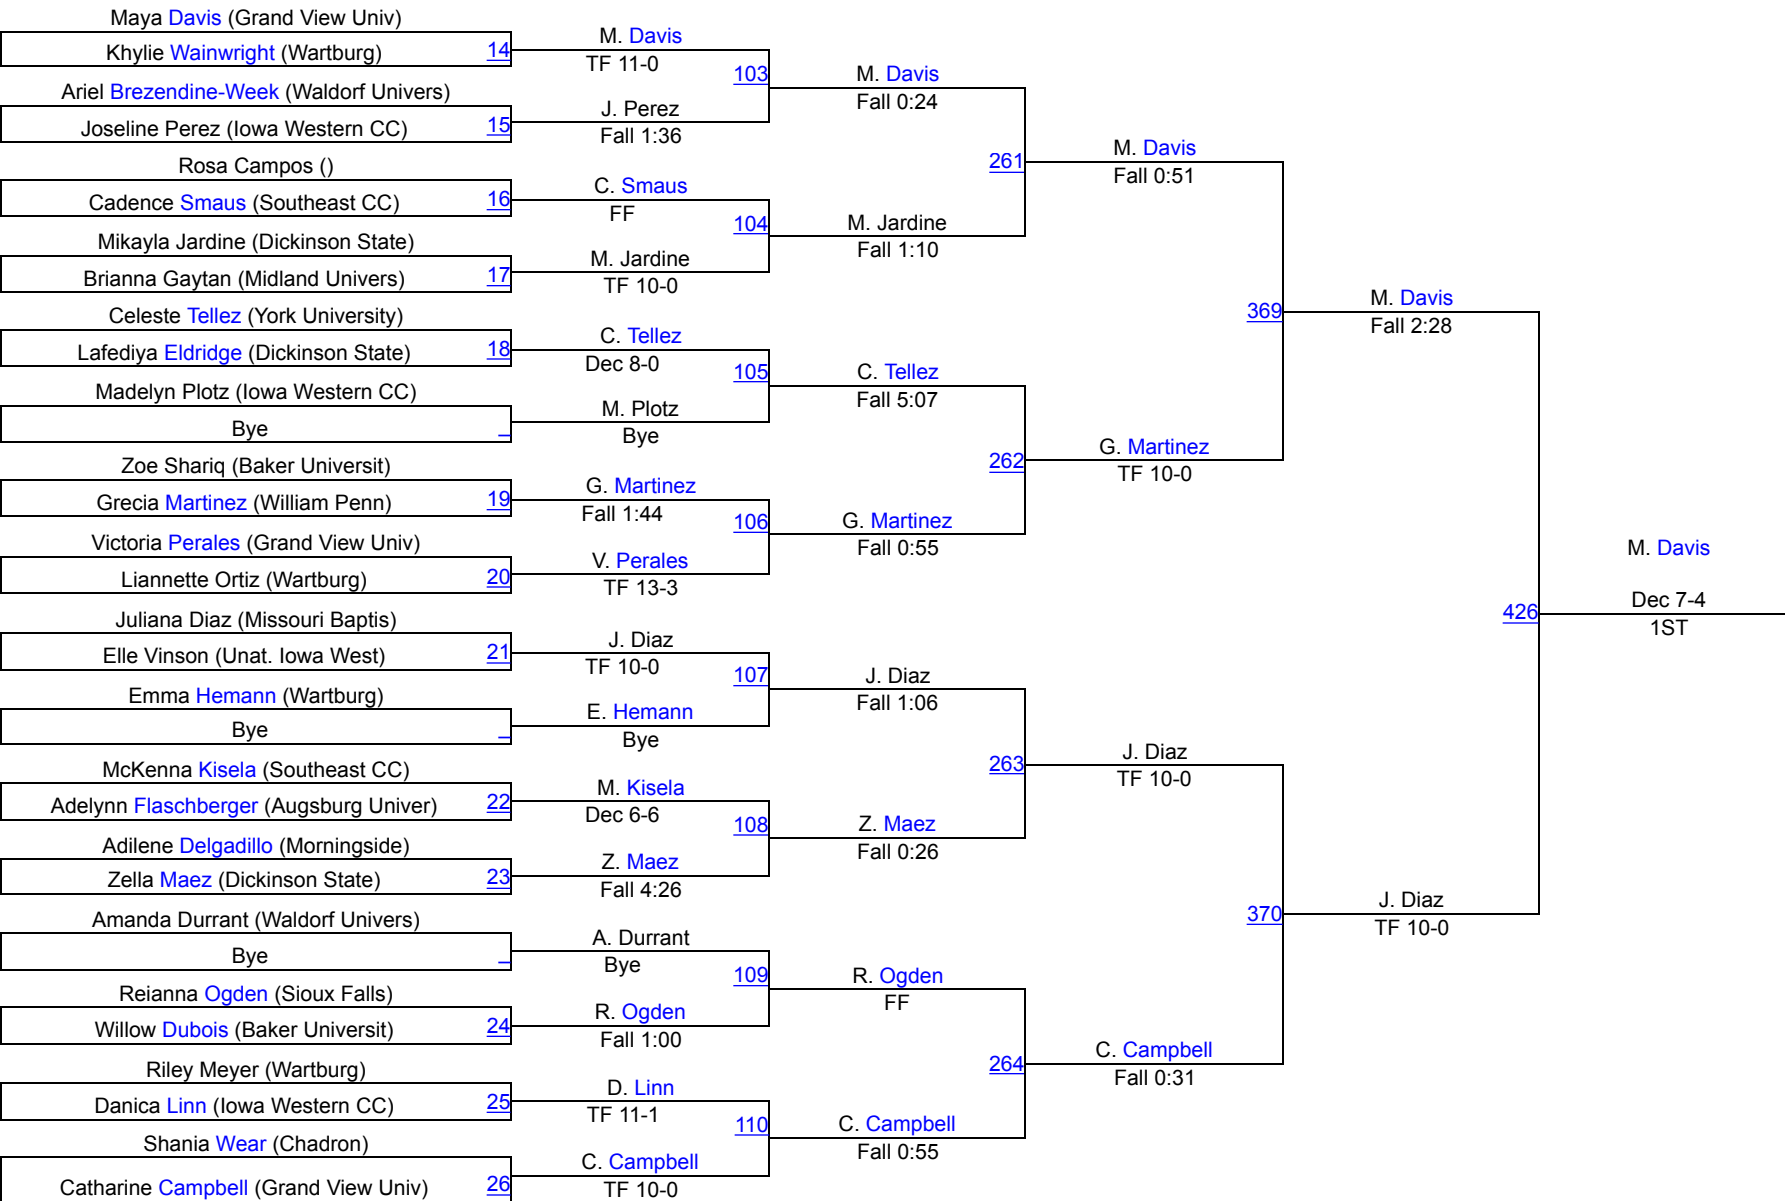 Maya Davis (Grand View Univ)
Khylie Wainwright (Wartburg) 14
Ariel Brezendine-Week (Waldorf Univers)
Joseline Perez (Iowa Western CC) 15
Rosa Campos ()
Cadence Smaus (Southeast CC) 16
Mikayla Jardine (Dickinson State)
Brianna Gaytan (Midland Univers) 17
Celeste Tellez (York University)
Lafediya Eldridge (Dickinson State) 18
Madelyn Plotz (Iowa Western CC)
Bye
Zoe Shariq (Baker Universit)
Grecia Martinez (William Penn) 19
Victoria Perales (Grand View Univ)
Liannette Ortiz (Wartburg) 20
Juliana Diaz (Missouri Baptis)
Elle Vinson (Unat. Iowa West) 21
Emma Hemann (Wartburg)
Bye
McKenna Kisela (Southeast CC)
Adelynn Flaschberger (Augsburg Univer) 22
Adilene Delgadillo (Morningside)
Zella Maez (Dickinson State) 23
Amanda Durrant (Waldorf Univers)
Bye
Reianna Ogden (Sioux Falls)
Willow Dubois (Baker Universit) 24
Riley Meyer (Wartburg)
Danica Linn (Iowa Western CC) 25
Shania Wear (Chadron)
Catharine Campbell (Grand View Univ) 26
M. Davis
TF 11-0
103
J. Perez
Fall 1:36
C. Smaus
FF
104
M. Jardine
TF 10-0
C. Tellez
Dec 8-0
105
M. Plotz
Bye
G. Martinez
Fall 1:44
106
V. Perales
TF 13-3
J. Diaz
TF 10-0
107
E. Hemann
Bye
M. Kisela
Dec 6-6
108
Z. Maez
Fall 4:26
A. Durrant
Bye
109
R. Ogden
Fall 1:00
D. Linn
TF 11-1
110
C. Campbell
TF 10-0
M. Davis
Fall 0:24
261
M. Jardine
Fall 1:10
C. Tellez
Fall 5:07
262
G. Martinez
Fall 0:55
J. Diaz
Fall 1:06
263
Z. Maez
Fall 0:26
R. Ogden
FF
264
C. Campbell
Fall 0:55
M. Davis
Fall 0:51
369
G. Martinez
TF 10-0
J. Diaz
TF 10-0
370
C. Campbell
Fall 0:31
M. Davis
Fall 2:28
426
J. Diaz
TF 10-0
M. Davis
Dec 7-4
1ST